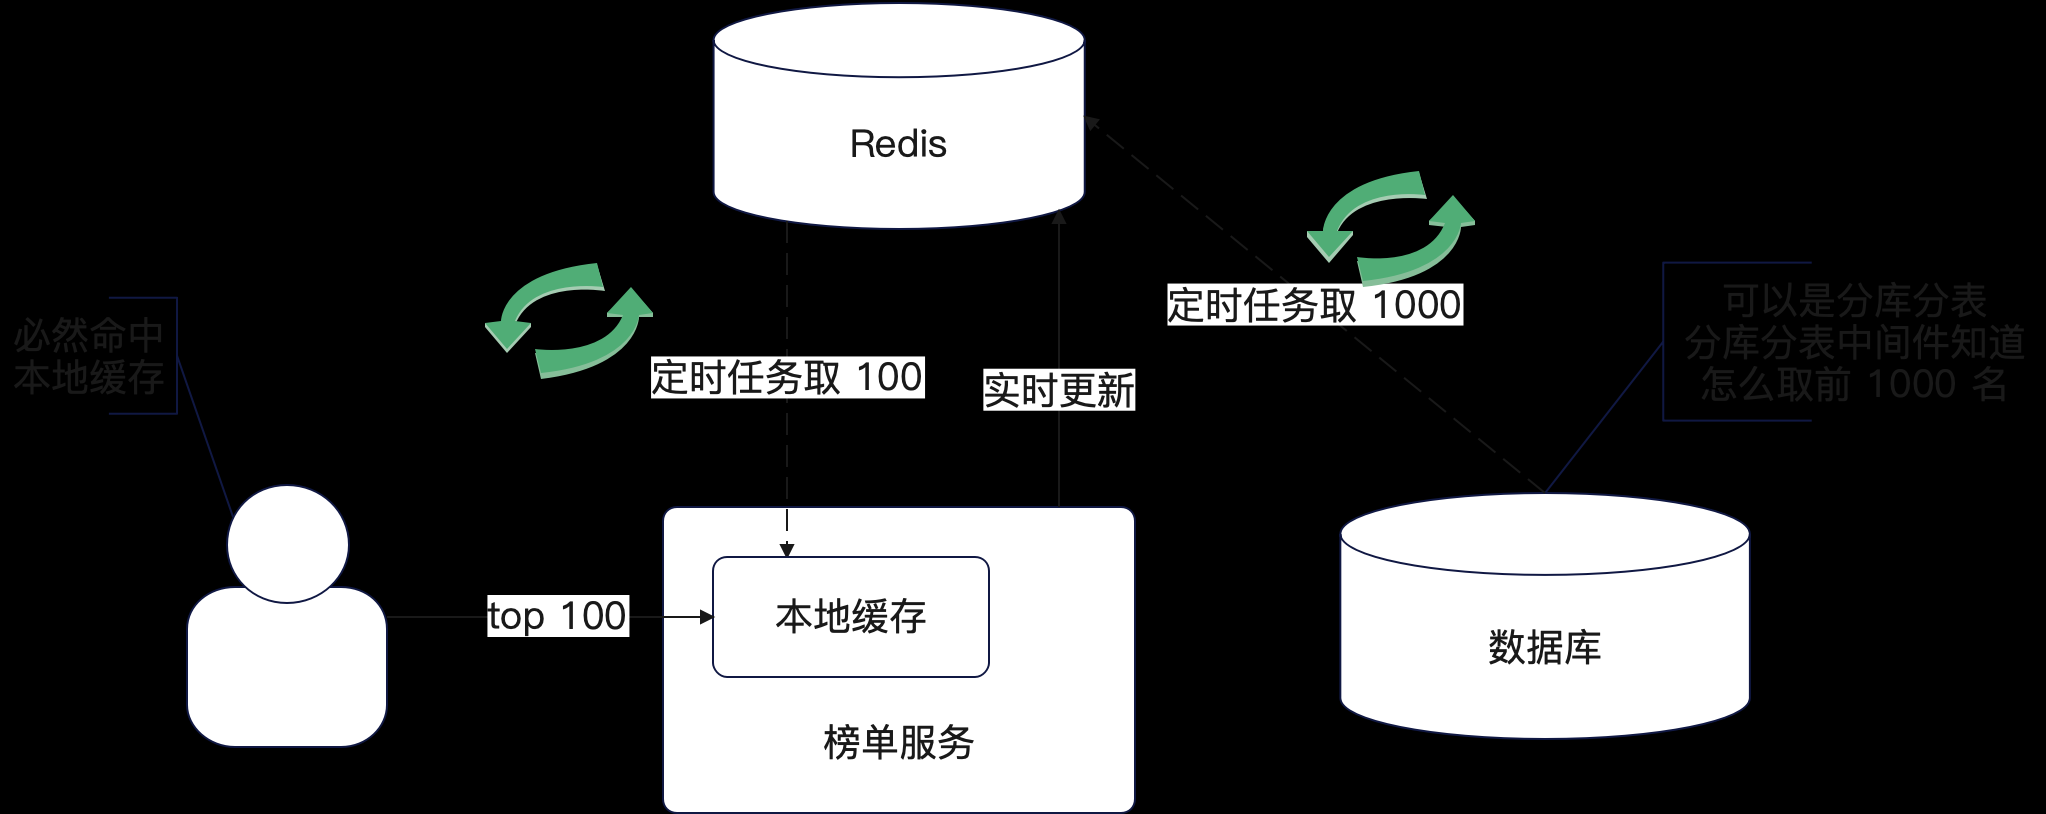 Redis
定时任务取 1000
可以是分库分表
分库分表中间件知道
怎么取前 1000 名
必然命中
本地缓存
定时任务取 100
实时更新
top 100
本地缓存
数据库
榜单服务